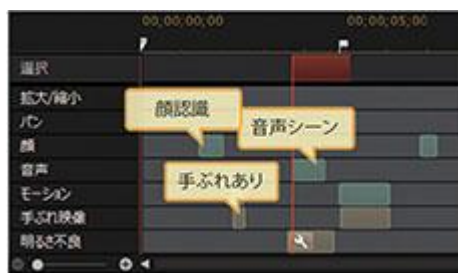 00;00;00;00 00;00;05;00
選択
拡大/縮小
パン
顔
音声
モーション
手ぶれ映像
明るさ不良
顔認識
音声シーン
手ぶれあり